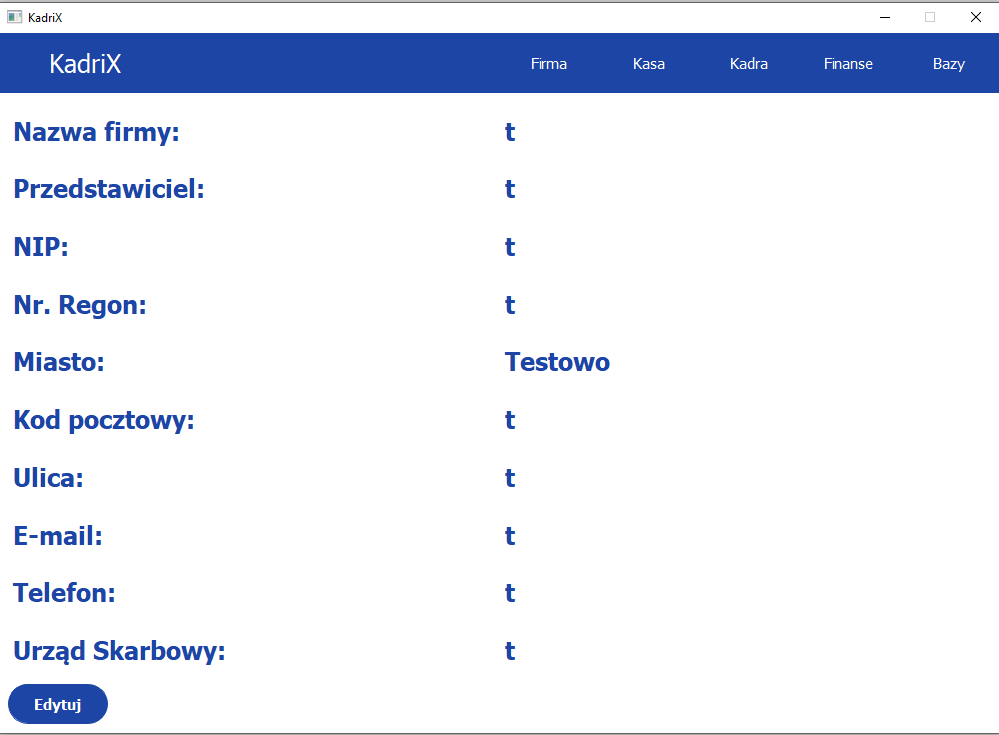 KadriX
KadriX Firma Kasa Kadra Finanse Bazy
Nazwa firmy: t
Przedstawiciel: t
NIP: t
Nr. Regon: t
Miasto: Testowo
Kod pocztowy: t
Ulica: t
E-mail: t
Telefon: t
Urząd Skarbowy: t
Edytuj